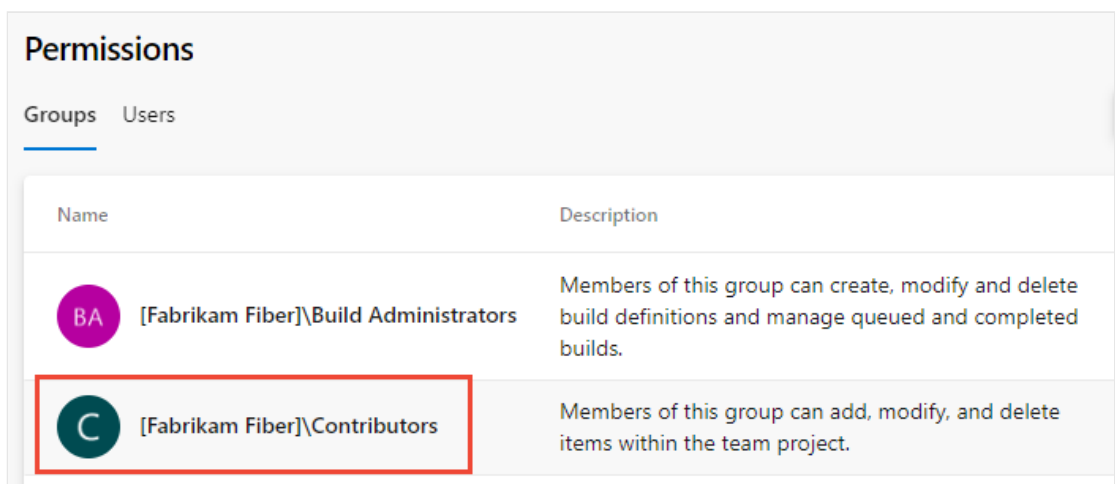 Permissions
Groups Users
Name Description
BA [Fabrikam Fiber]\Build Administrators
Members of this group can create, modify and delete
build definitions and manage queued and completed
builds.
C [Fabrikam Fiber]\Contributors
Members of this group can add, modify, and delete
items within the team project.